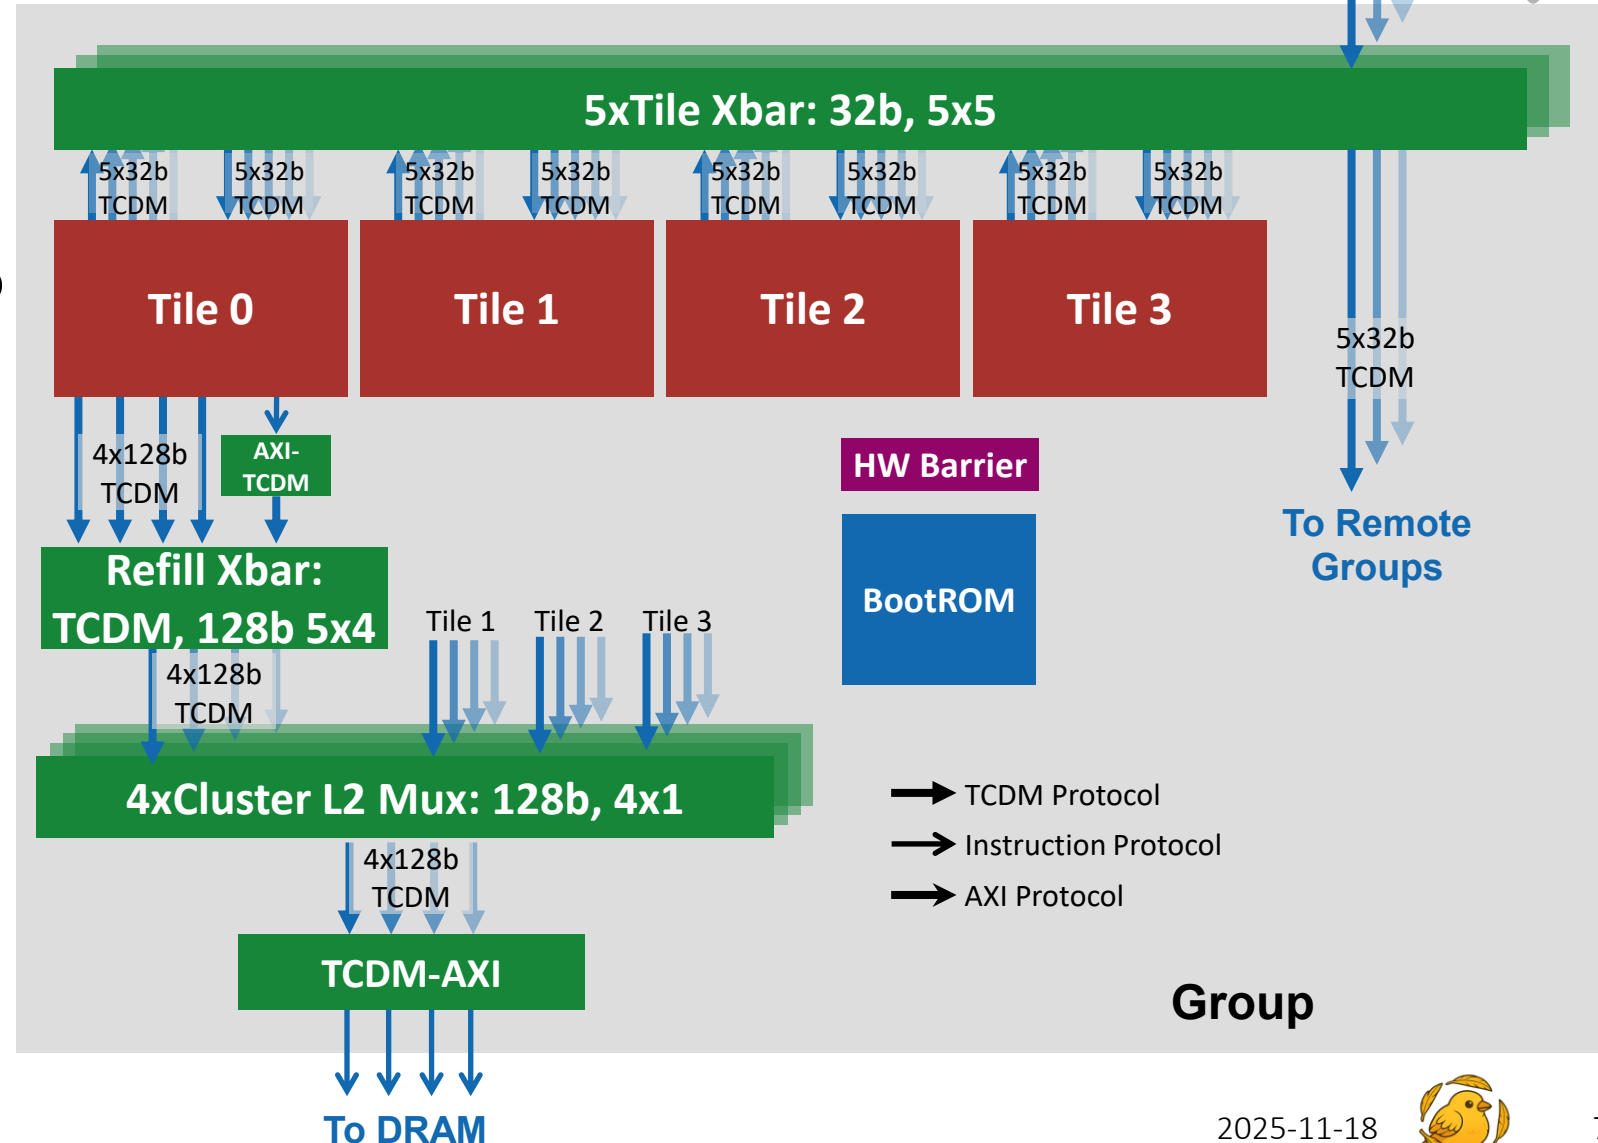 5xTile Xbar: 32b, 5x5
5x32b
TCDM
5x32b
TCDM
5x32b
TCDM
5x32b
TCDM
5x32b
TCDM
5x32b
TCDM
5x32b
TCDM
5x32b
TCDM
Tile 0
Tile 1
Tile 2
Tile 3
5x32b
TCDM
To Remote
Groups
4x128b
TCDM
AXI-
TCDM
HW Barrier
BootROM
Refill Xbar:
TCDM, 128b 5x4
Tile 1
Tile 2
Tile 3
4x128b
TCDM
4xCluster L2 Mux: 128b, 4x1
4x128b
TCDM
TCDM Protocol
Instruction Protocol
AXI Protocol
TCDM-AXI
Group
To DRAM
2025-11-18